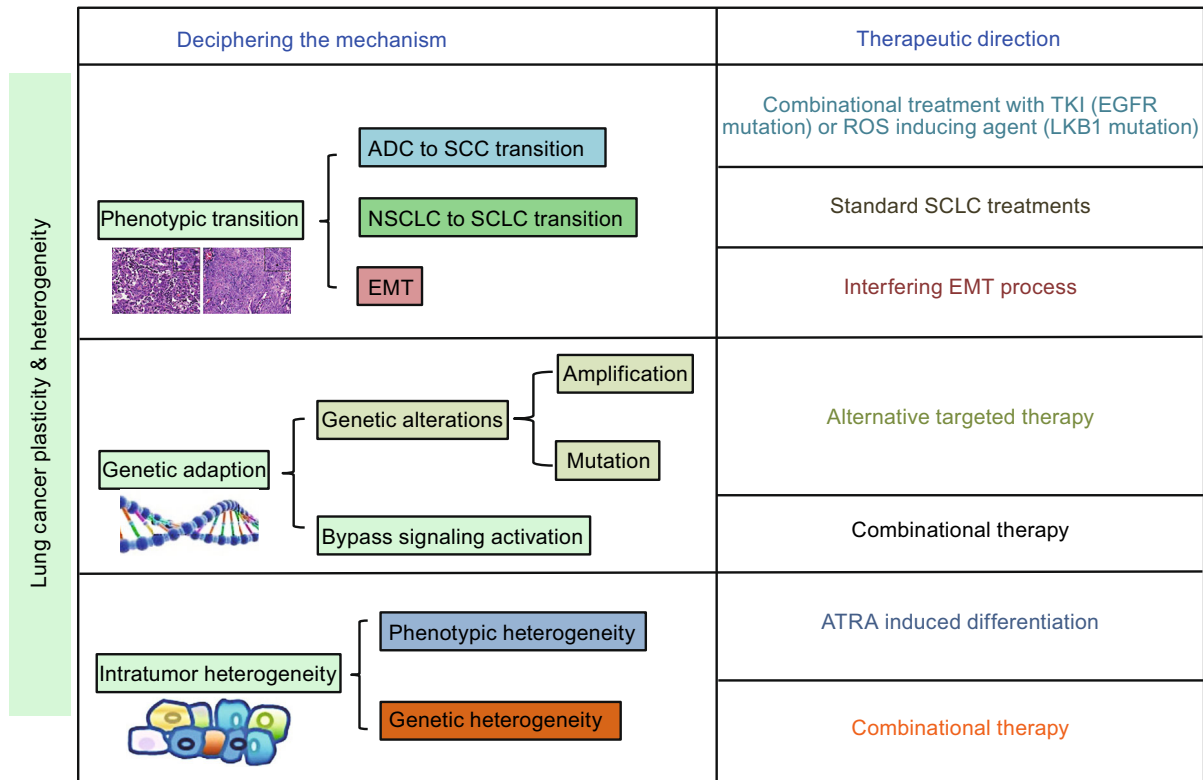 Deciphering the mechanism
Therapeutic direction
Lung cancer plasticity & heterogeneity
Phenotypic transition
ADC to SCC transition
NSCLC to SCLC transition
EMT
Combinational treatment with TKI (EGFR
mutation) or ROS inducing agent (LKB1 mutation)
Standard SCLC treatments
Interfering EMT process
Genetic adaption
Genetic alterations
Amplification
Mutation
Bypass signaling activation
Alternative targeted therapy
Combinational therapy
Intratumor heterogeneity
Phenotypic heterogeneity
Genetic heterogeneity
ATRA induced differentiation
Combinational therapy